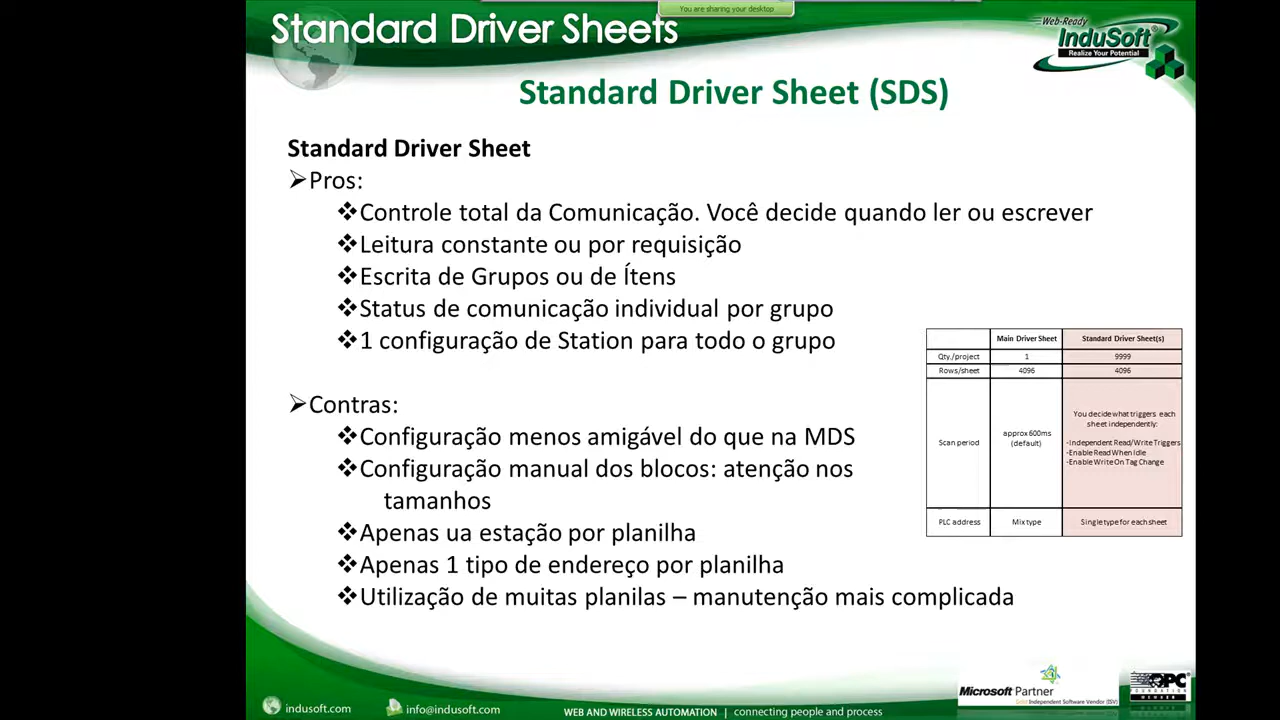 You are sharing your desktop
Standard Driver Sheets
Web-Ready
InduSoft
Realize Your Potential
Standard Driver Sheet (SDS)
Standard Driver Sheet
Pros:
Controle total da Comunicação. Você decide quando ler ou escrever
Leitura constante ou por requisição
Escrita de Grupos ou de Ítens
Status de comunicação individual por grupo
1 configuração de Station para todo o grupo
Contras:
Configuração menos amigável do que na MDS
Configuração manual dos blocos: atenção nos
tamanhos
Apenas ua estação por planilha
Apenas 1 tipo de endereço por planilha
Utilização de muitas planilas – manutenção mais complicada
Main Driver Sheet Standard Driver Sheet(s)
Qty./project 1 9999
Rows/sheet 4096 4096
Scan period
approx 600ms
(default)
You decide what triggers each
sheet independently:
-Independent Read/Write Triggers
-Enable Read When Idle
-Enable Write On Tag Change
PLC address Mix type Single type for each sheet
indusoft.com
info@indusoft.com
WEB AND WIRELESS AUTOMATION | connecting people and process
Microsoft Partner
Gold Independent Software Vendor (ISV)
OPC
FOUNDATION
MEMBER